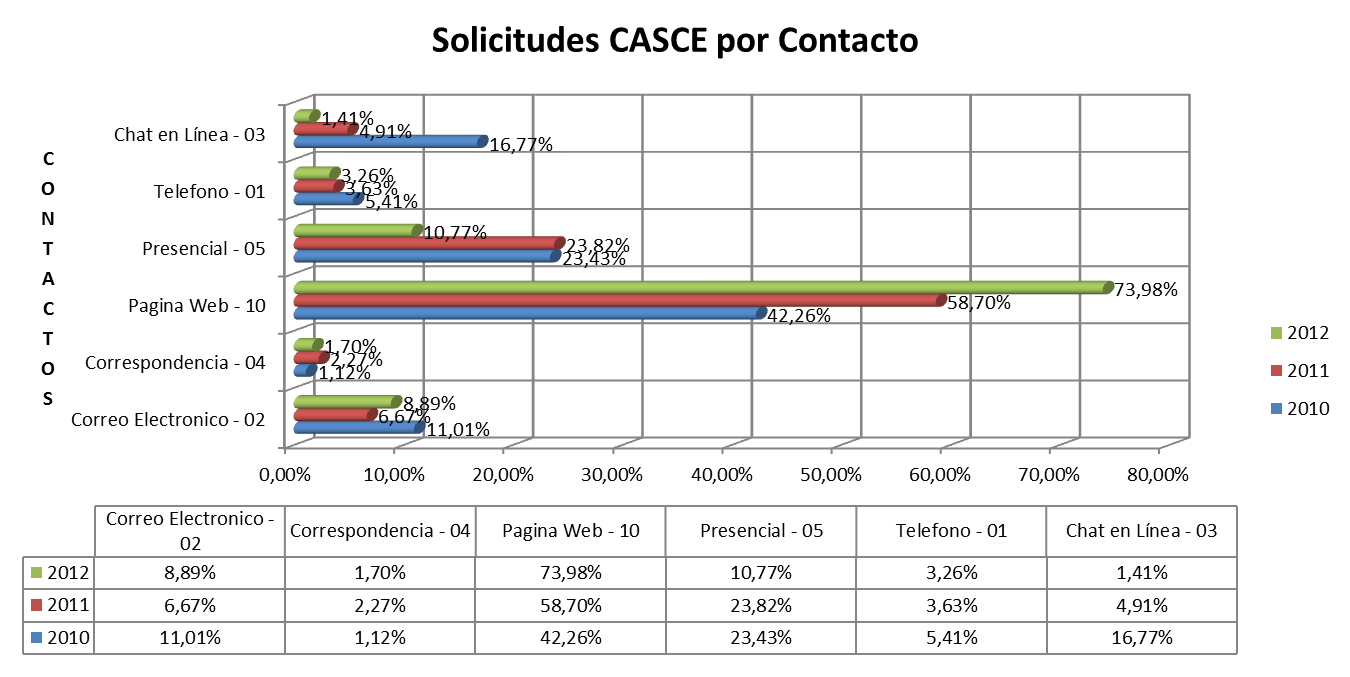 Solicitudes CASCE por Contacto
CONTACTOS
Chat en Línea - 03
1,41%
4,91%
16,77%
Telefono - 01
3,26%
3,63%
5,41%
Presencial - 05
10,77%
23,82%
23,43%
Pagina Web - 10
73,98%
58,70%
42,26%
Correspondencia - 04
1,70%
2,27%
1,12%
Correo Electronico - 02
8,89%
6,67%
11,01%
2012
2011
2010
0,00% 10,00% 20,00% 30,00% 40,00% 50,00% 60,00% 70,00% 80,00%
Correo Electronico - 02 Correspondencia - 04 Pagina Web - 10 Presencial - 05 Telefono - 01 Chat en Línea - 03
2012 8,89% 1,70% 73,98% 10,77% 3,26% 1,41%
2011 6,67% 2,27% 58,70% 23,82% 3,63% 4,91%
2010 11,01% 1,12% 42,26% 23,43% 5,41% 16,77%